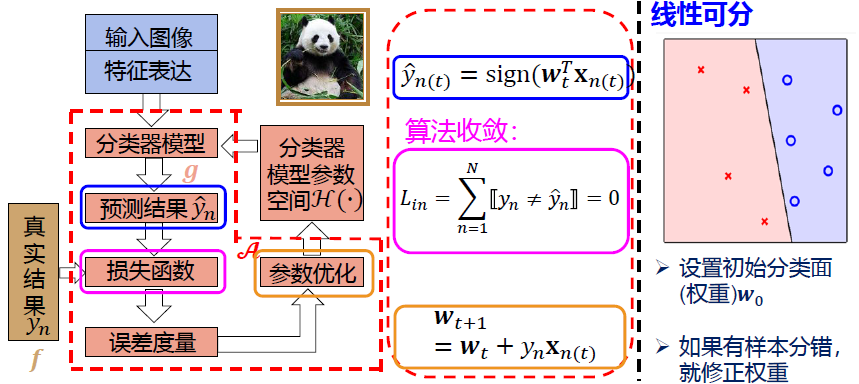 输入图像
特征表达
分类器模型
g
预测结果 $\hat{y}_n$
真实结果 $y_n$
f
损失函数
误差度量
分类器
模型参数
空间$\mathcal{H}(\cdot)$
$\mathcal{A}$
参数优化
$\hat{y}_{n(t)} = \text{sign}(\boldsymbol{w}_t^T \mathbf{x}_{n(t)})$
算法收敛：
$L_{in} = \sum_{n=1}^{N} [\![ y_n \neq \hat{y}_n ]\!] = 0$
$\boldsymbol{w}_{t+1}$
$= \boldsymbol{w}_t + y_n \mathbf{x}_{n(t)}$
线性可分
➢ 设置初始分类面
(权重)$\boldsymbol{w}_0$
➢ 如果有样本分错，
就修正权重